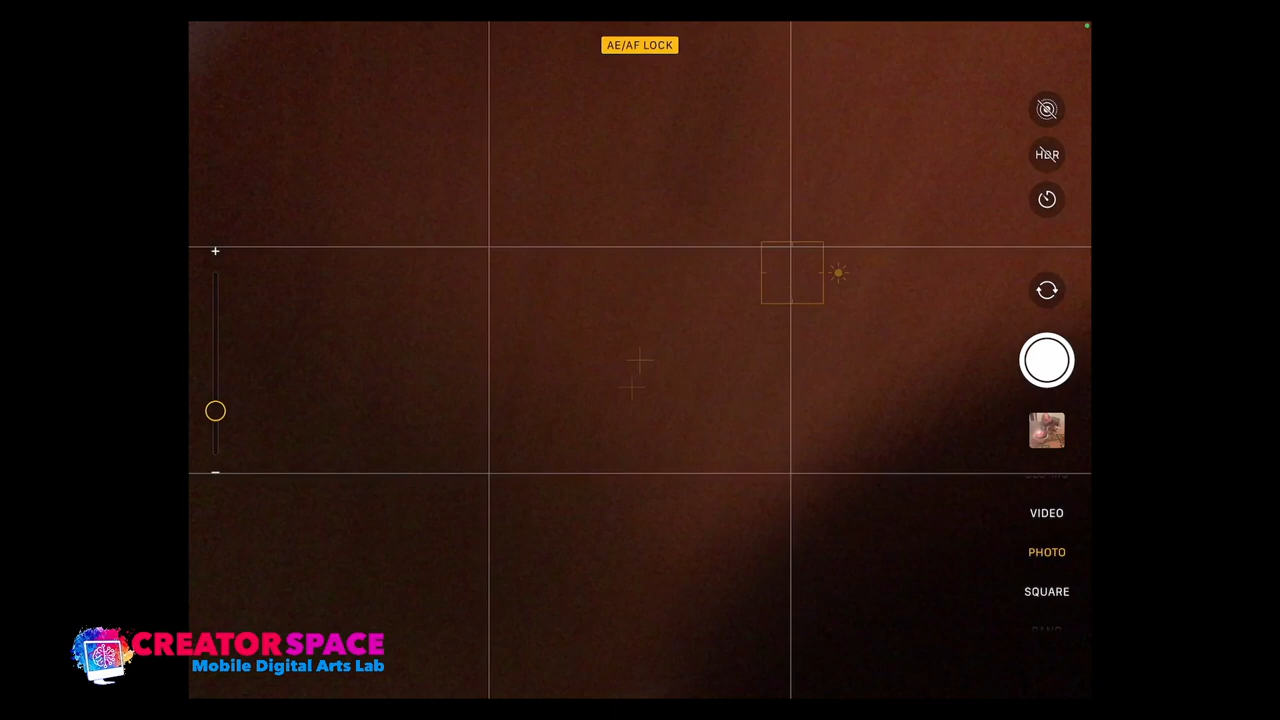 AE/AF LOCK
HDR
VIDEO
PHOTO
SQUARE
CREATORSPACE
Mobile Digital Arts Lab